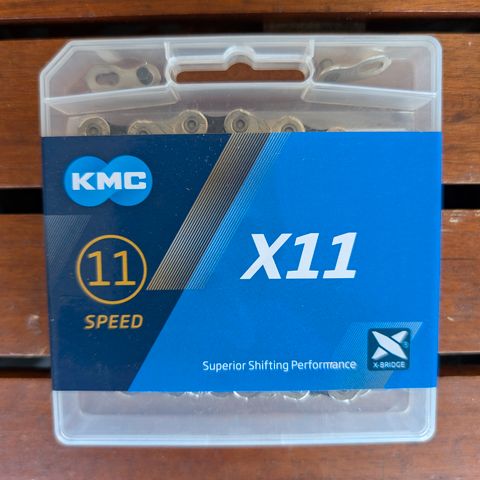 KMC
11
SPEED
X11
Superior Shifting Performance
X-BRIDGE
®